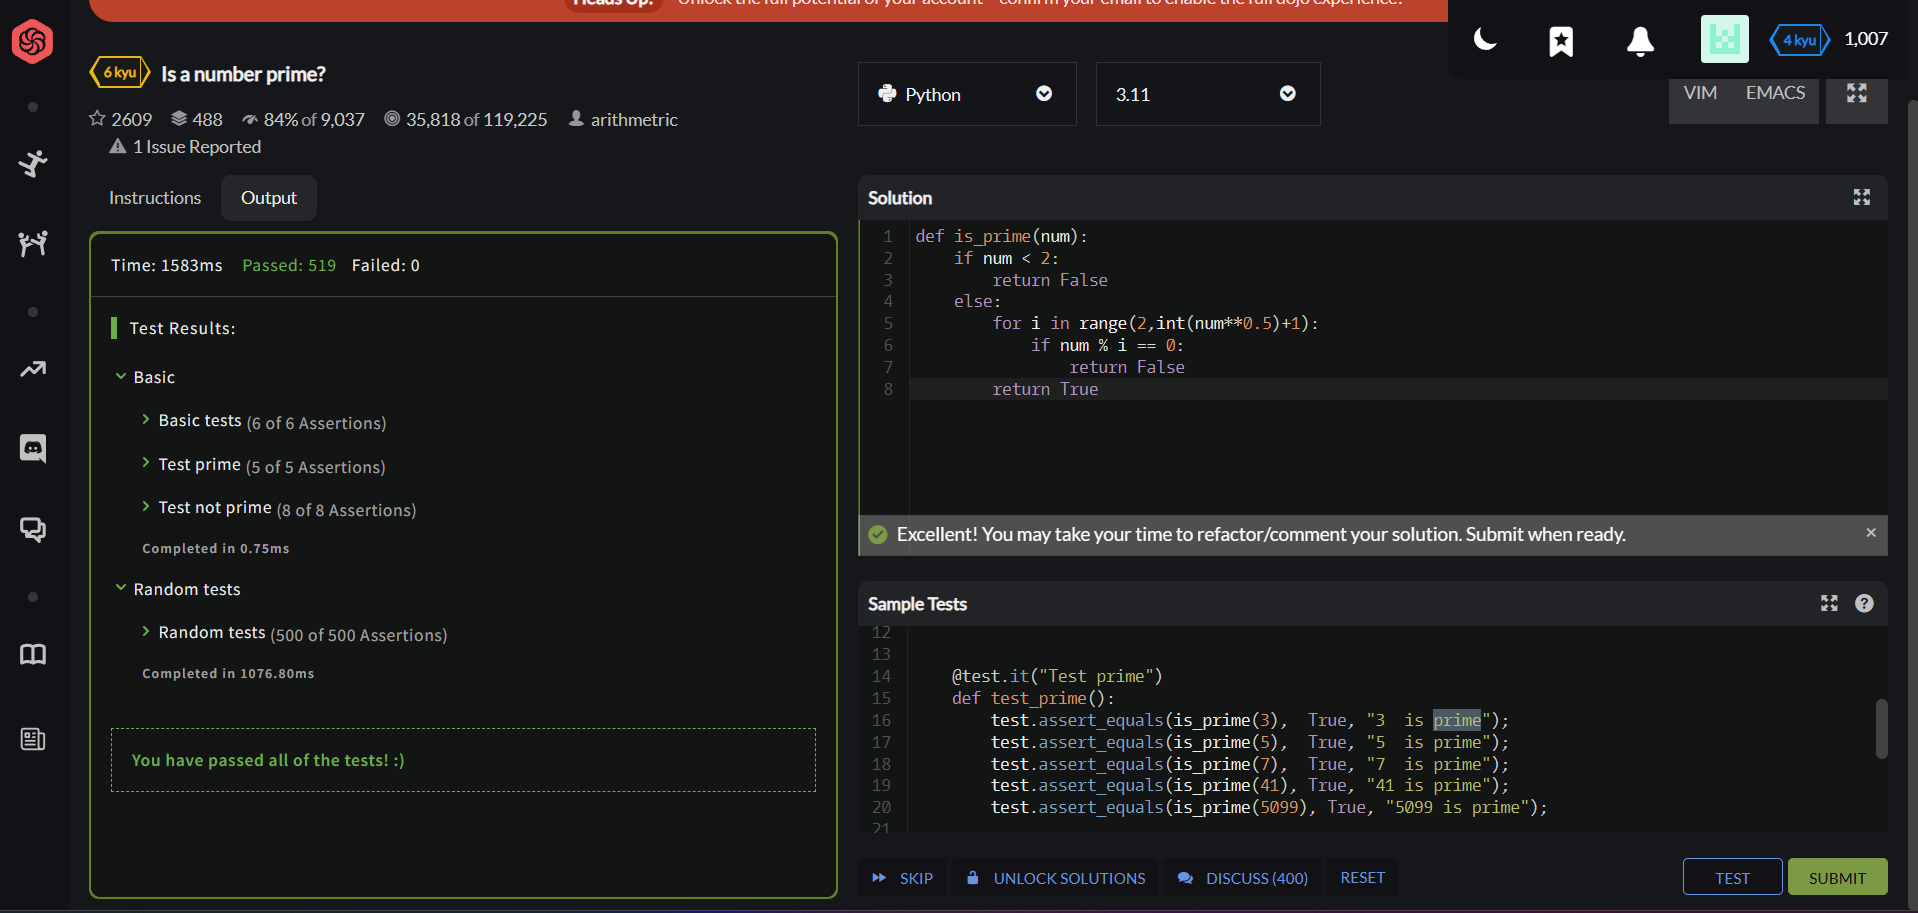 Heads Up! Unlock the full potential of your account - confirm your email to enable the full dojo experience!
4 kyu 1,007
6 kyu Is a number prime?
2609 488 84% of 9,037 35,818 of 119,225 arithmetric
1 Issue Reported
Python 3.11 VIM EMACS
Instructions Output
Time: 1583ms Passed: 519 Failed: 0
Test Results:
Basic
Basic tests (6 of 6 Assertions)
Test prime (5 of 5 Assertions)
Test not prime (8 of 8 Assertions)
Completed in 0.75ms
Random tests
Random tests (500 of 500 Assertions)
Completed in 1076.80ms
You have passed all of the tests! :)
Solution
1 def is_prime(num):
2     if num < 2:
3         return False
4     else:
5         for i in range(2,int(num**0.5)+1):
6             if num % i == 0:
7                 return False
8         return True
Excellent! You may take your time to refactor/comment your solution. Submit when ready. ×
Sample Tests ?
12
13
14     @test.it("Test prime")
15     def test_prime():
16         test.assert_equals(is_prime(3),  True, "3  is prime");
17         test.assert_equals(is_prime(5),  True, "5  is prime");
18         test.assert_equals(is_prime(7),  True, "7  is prime");
19         test.assert_equals(is_prime(41), True, "41 is prime");
20         test.assert_equals(is_prime(5099), True, "5099 is prime");
21
SKIP UNLOCK SOLUTIONS DISCUSS (400) RESET TEST SUBMIT